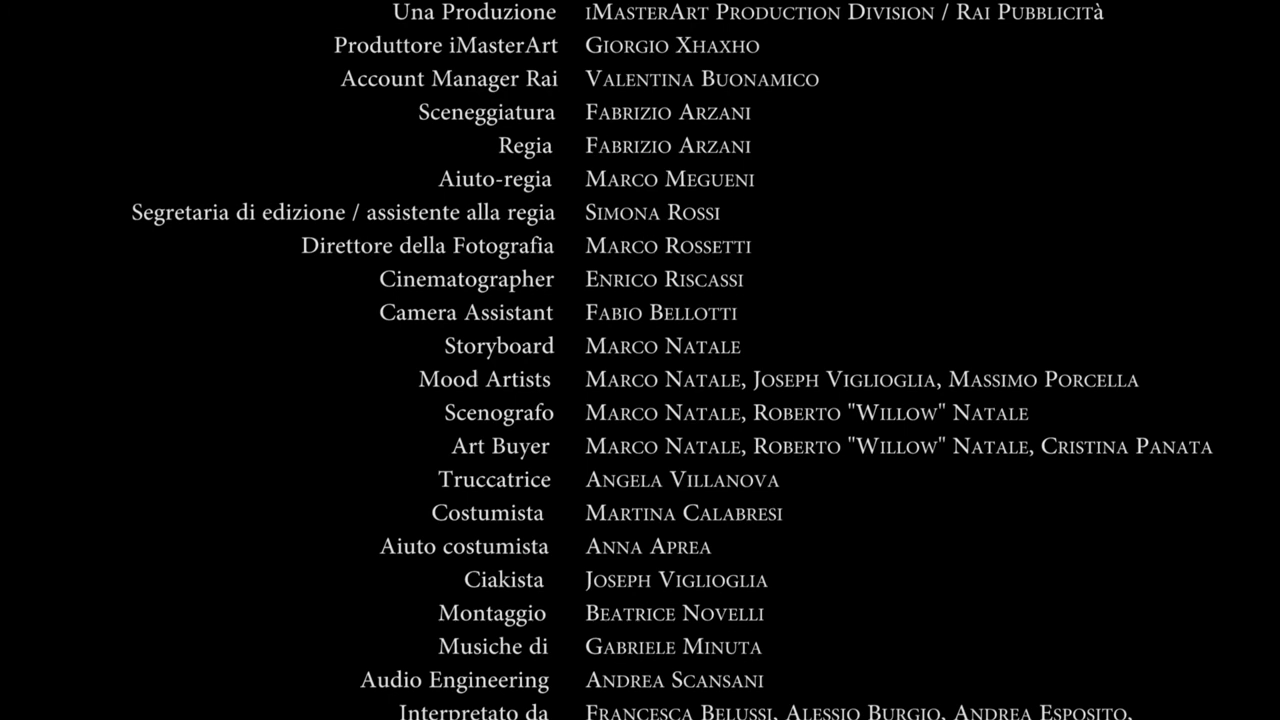 Una Produzione iMasterArt Production Division / Rai Pubblicità
Produttore iMasterArt Giorgio Xhaxho
Account Manager Rai Valentina Buonamico
Sceneggiatura Fabrizio Arzani
Regia Fabrizio Arzani
Aiuto-regia Marco Megueni
Segretaria di edizione / assistente alla regia Simona Rossi
Direttore della Fotografia Marco Rossetti
Cinematographer Enrico Riscassi
Camera Assistant Fabio Bellotti
Storyboard Marco Natale
Mood Artists Marco Natale, Joseph Viglioglia, Massimo Porcella
Scenografo Marco Natale, Roberto "Willow" Natale
Art Buyer Marco Natale, Roberto "Willow" Natale, Cristina Panata
Truccatrice Angela Villanova
Costumista Martina Calabresi
Aiuto costumista Anna Aprea
Ciakista Joseph Viglioglia
Montaggio Beatrice Novelli
Musiche di Gabriele Minuta
Audio Engineering Andrea Scansani
Interpretato da Francesca Belussi, Alessio Burgio, Andrea Esposito,